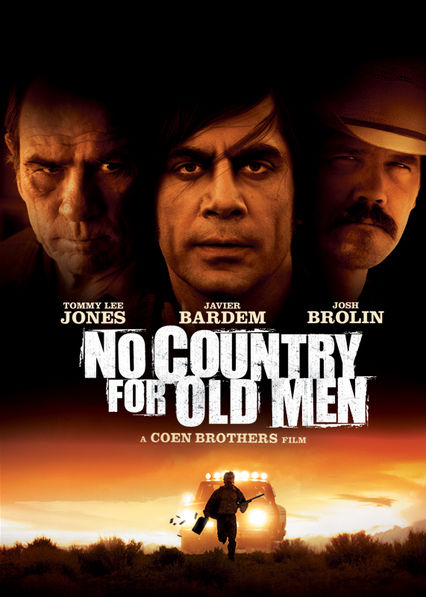 TOMMY LEE JONES
JAVIER BARDEM
JOSH BROLIN
NO COUNTRY
FOR OLD MEN
A COEN BROTHERS FILM